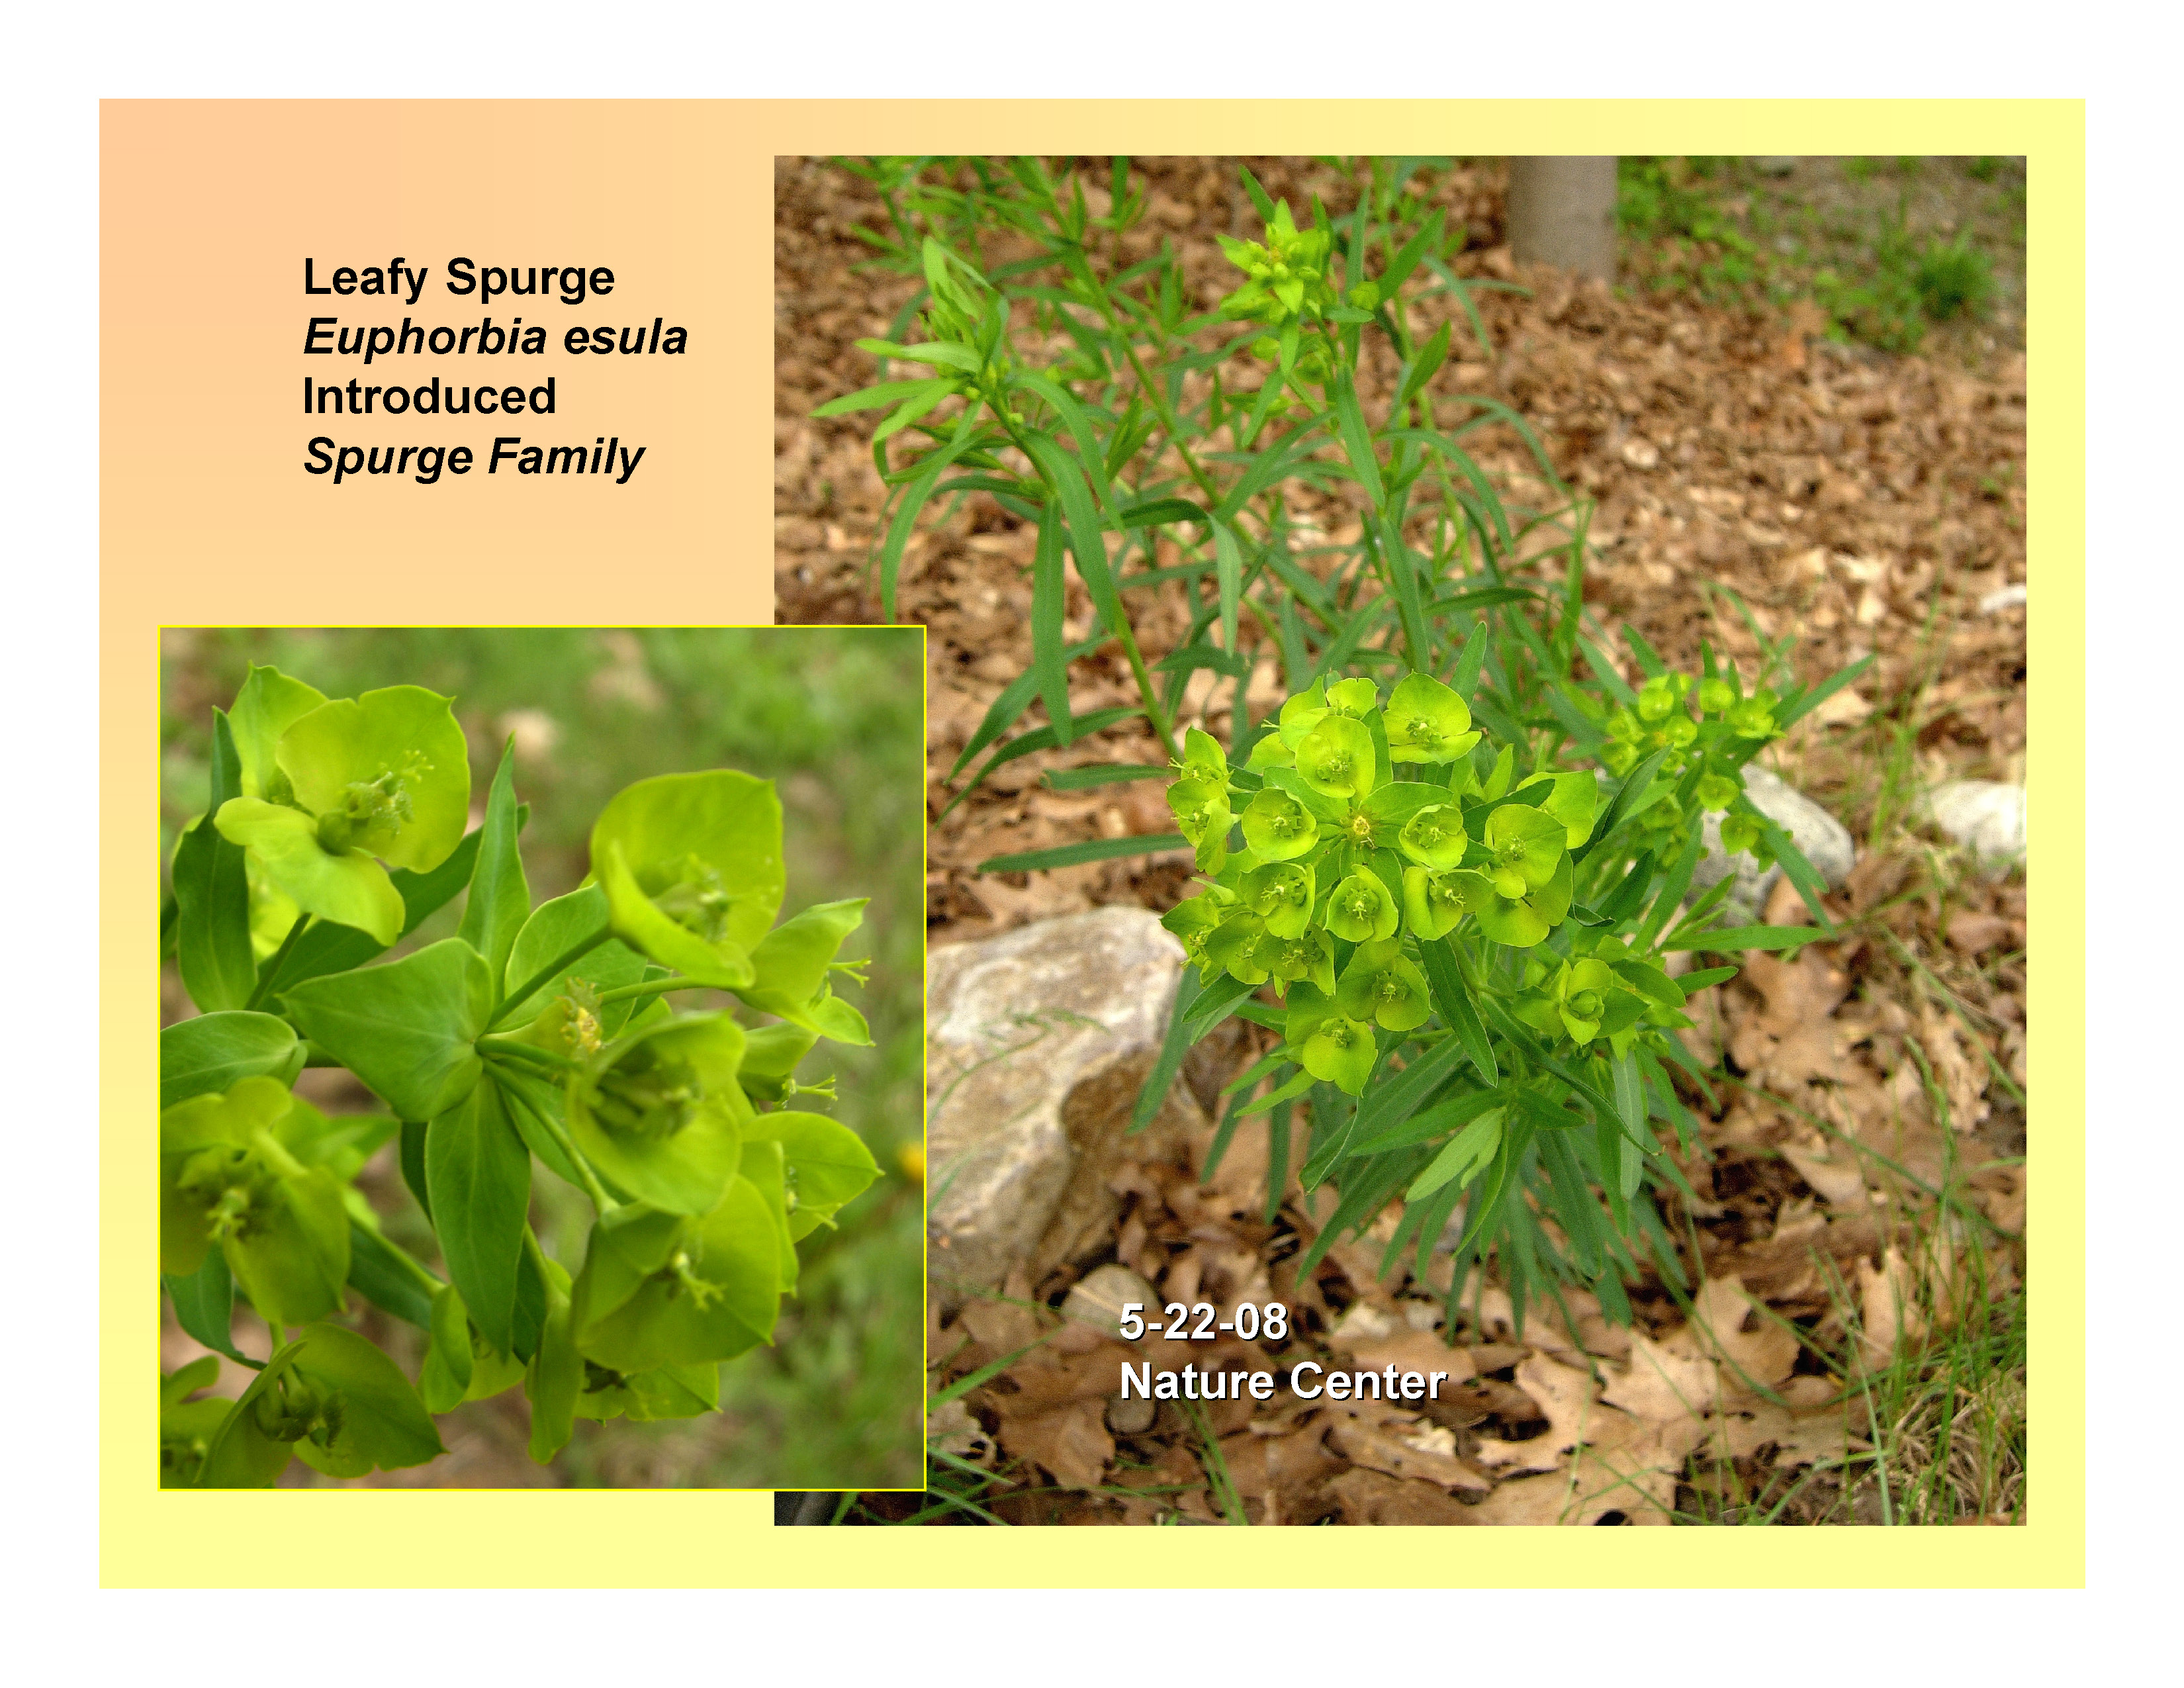 Leafy Spurge
Euphorbia esula
Introduced
Spurge Family
5-22-08
Nature Center